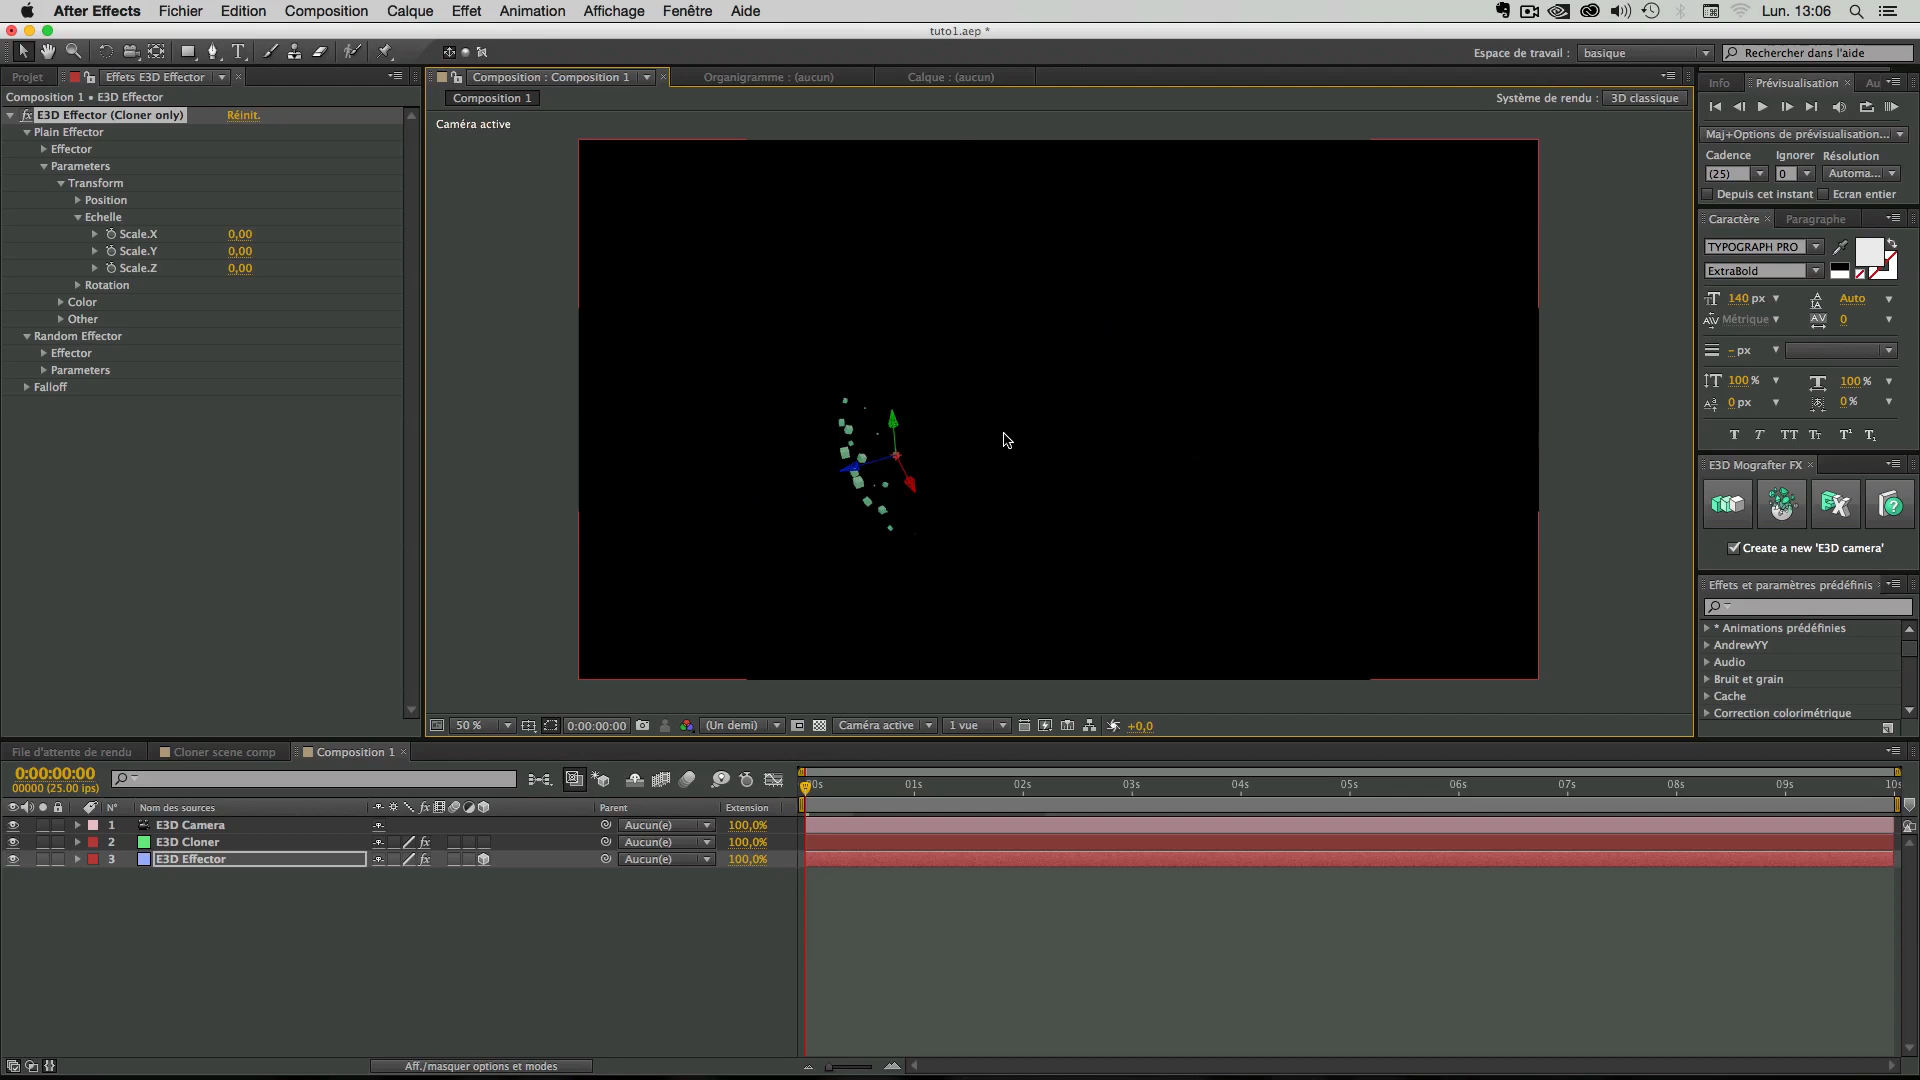 After Effects Fichier Edition Composition Calque Effet Animation Affichage Fenêtre Aide Lun. 13:06
tuto1.aep *
Espace de travail : basique Rechercher dans l'aide
Projet Effets E3D Effector
Composition : Composition 1 Organigramme : (aucun) Calque : (aucun)
Info Prévisualisation Au
Composition 1 • E3D Effector
Composition 1 Système de rendu : 3D classique
Caméra active
E3D Effector (Cloner only) Réinit.
Plain Effector
Effector
Parameters
Transform
Position
Echelle
Scale.X 0,00
Scale.Y 0,00
Scale.Z 0,00
Rotation
Color
Other
Random Effector
Effector
Parameters
Falloff
Maj+Options de prévisualisation...
Cadence Ignorer Résolution
(25) 0 Automa...
Depuis cet instant Ecran entier
Caractère Paragraphe
TYPOGRAPH PRO
ExtraBold
140 px Auto
Métrique 0
– px
100 % 100 %
0 px 0 %
T T TT Tt T¹ T₁
E3D Mografter FX
Create a new 'E3D camera'
Effets et paramètres prédéfinis
* Animations prédéfinies
AndrewYY
Audio
Bruit et grain
Cache
Correction colorimétrique
50 % 0:00:00:00 (Un demi) Caméra active 1 vue +0,0
File d'attente de rendu Cloner scene comp Composition 1
0:00:00:00
00000 (25.00 ips)
00s 01s 02s 03s 04s 05s 06s 07s 08s 09s 10s
N° Nom des sources fx Parent Extension
1 E3D Camera Aucun(e) 100,0%
2 E3D Cloner fx Aucun(e) 100,0%
3 E3D Effector fx Aucun(e) 100,0%
Aff./masquer options et modes